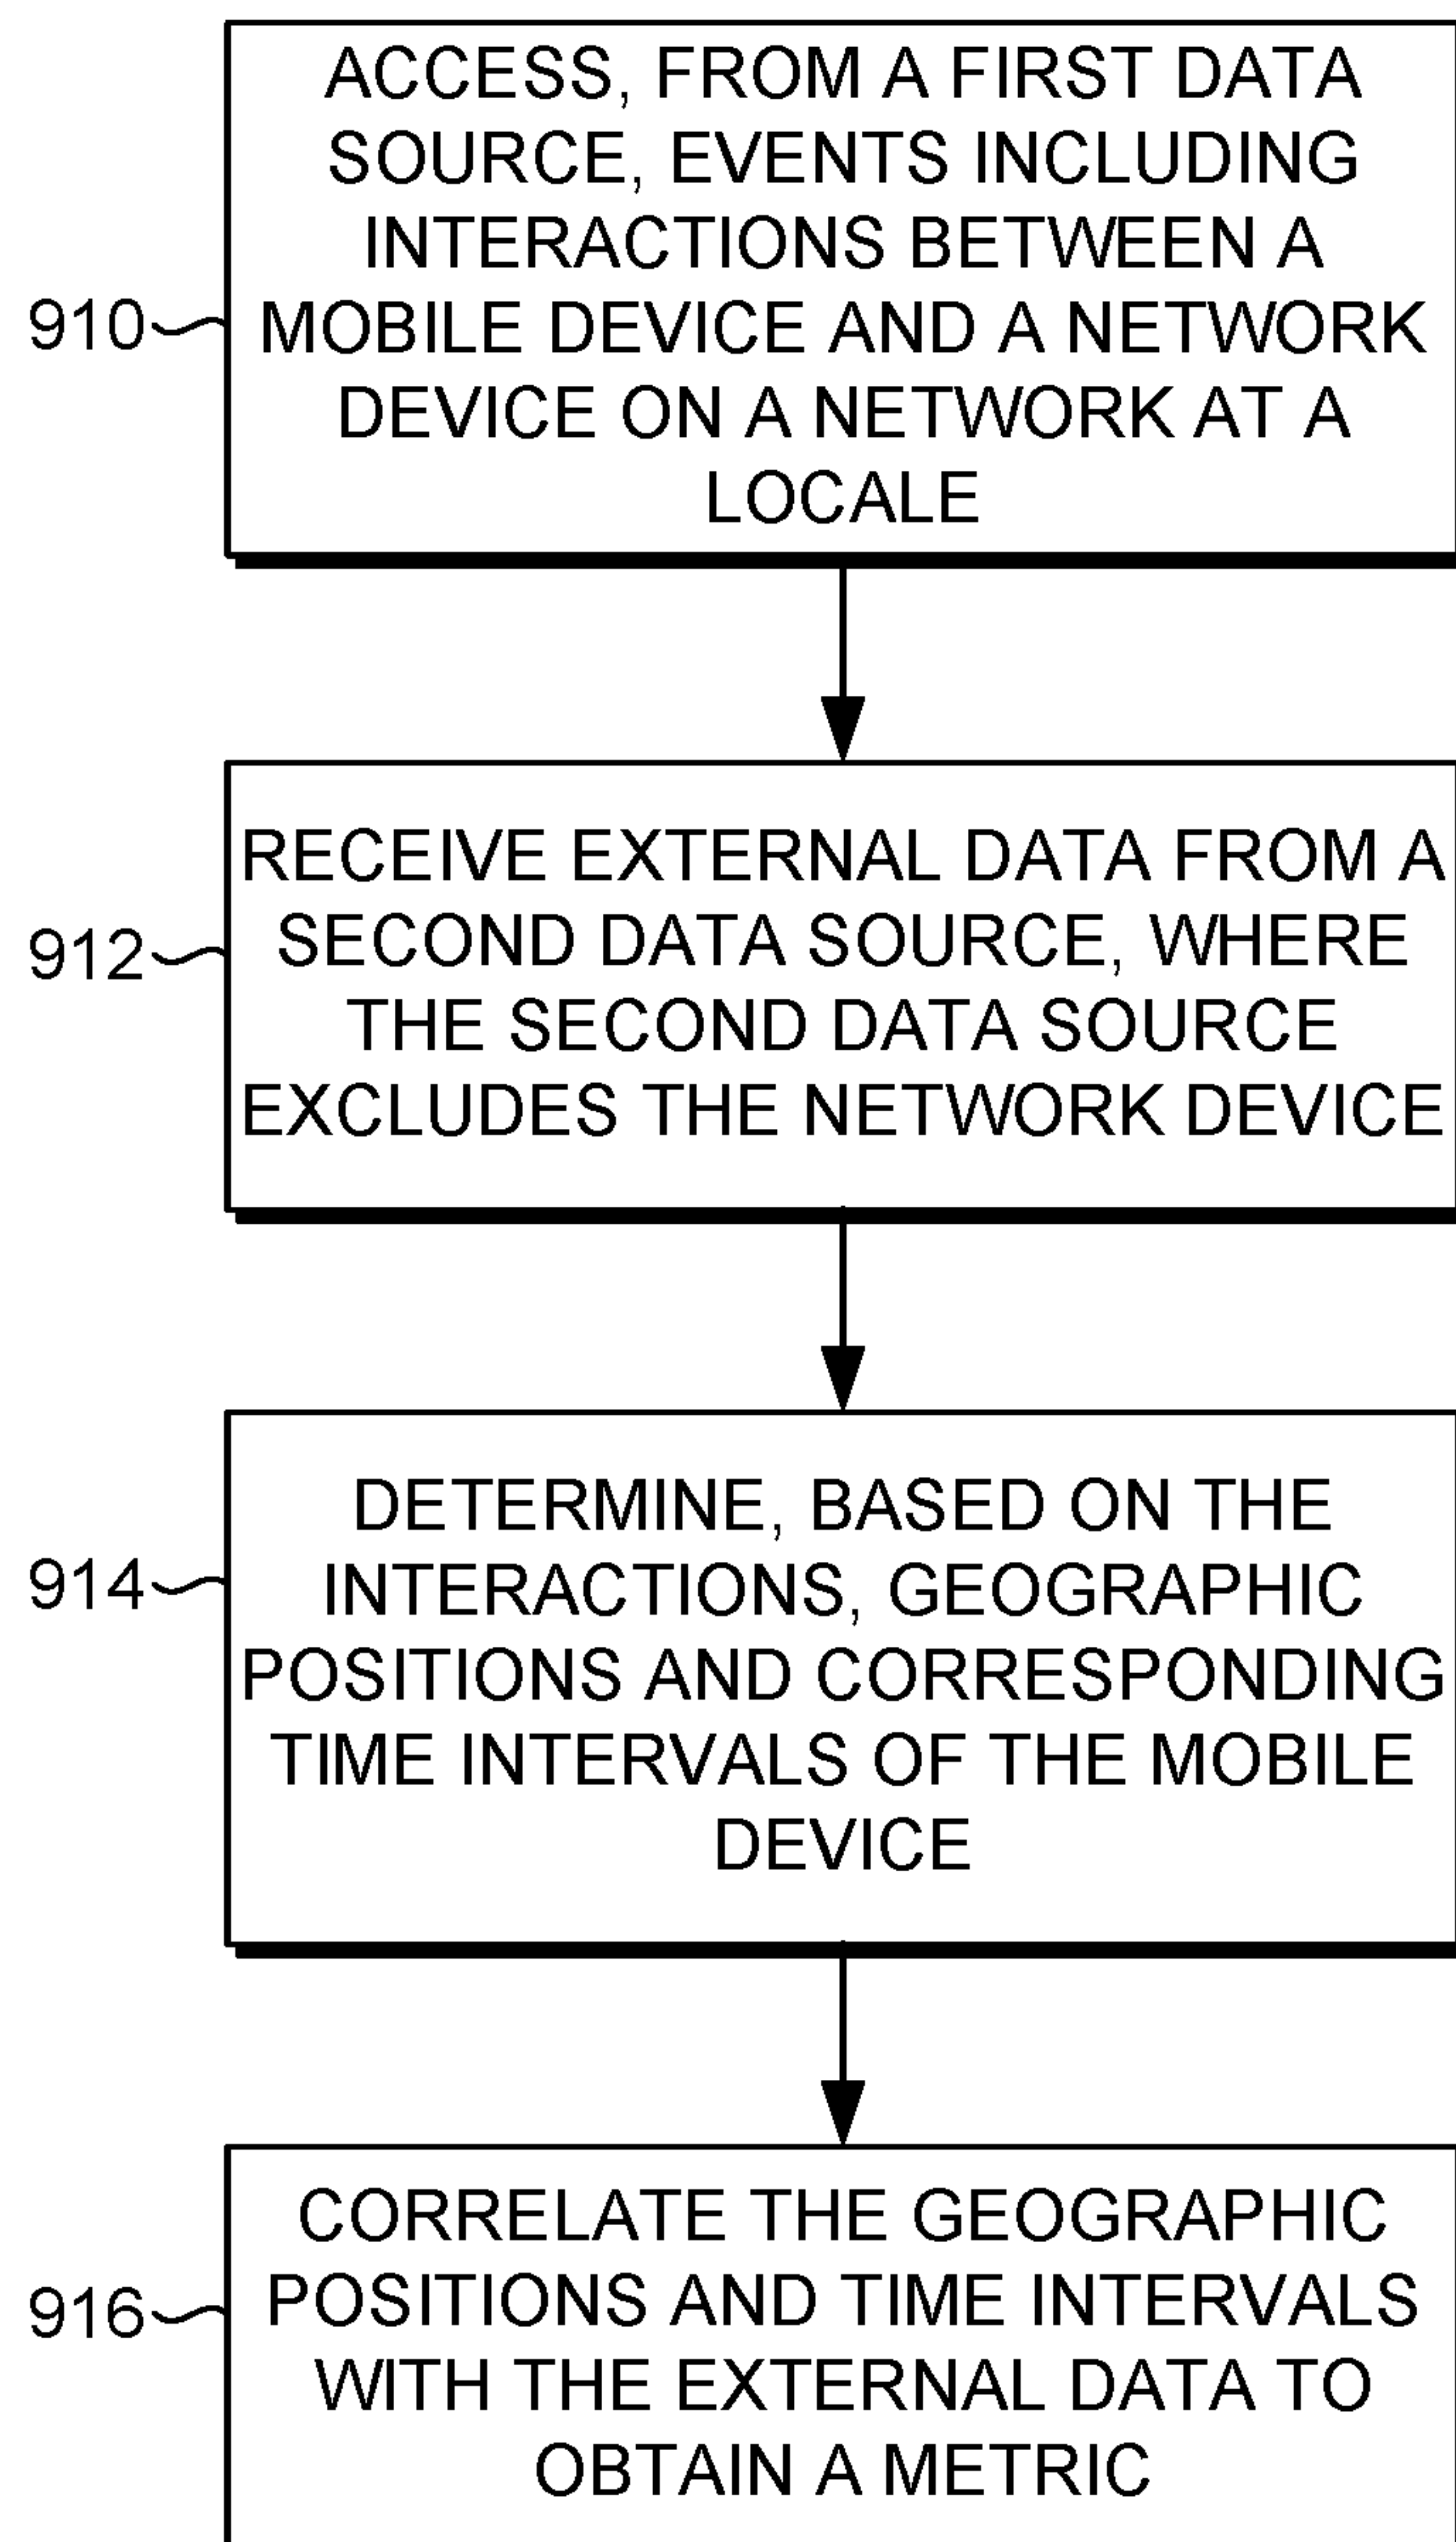 ACCESS, FROM A FIRST DATA
SOURCE, EVENTS INCLUDING
INTERACTIONS BETWEEN A
910 MOBILE DEVICE AND A NETWORK
DEVICE ON A NETWORK AT A
LOCALE
RECEIVE EXTERNAL DATA FROM A
912 SECOND DATA SOURCE, WHERE
THE SECOND DATA SOURCE
EXCLUDES THE NETWORK DEVICE
DETERMINE, BASED ON THE
914 INTERACTIONS, GEOGRAPHIC
POSITIONS AND CORRESPONDING
TIME INTERVALS OF THE MOBILE
DEVICE
CORRELATE THE GEOGRAPHIC
916 POSITIONS AND TIME INTERVALS
WITH THE EXTERNAL DATA TO
OBTAIN A METRIC